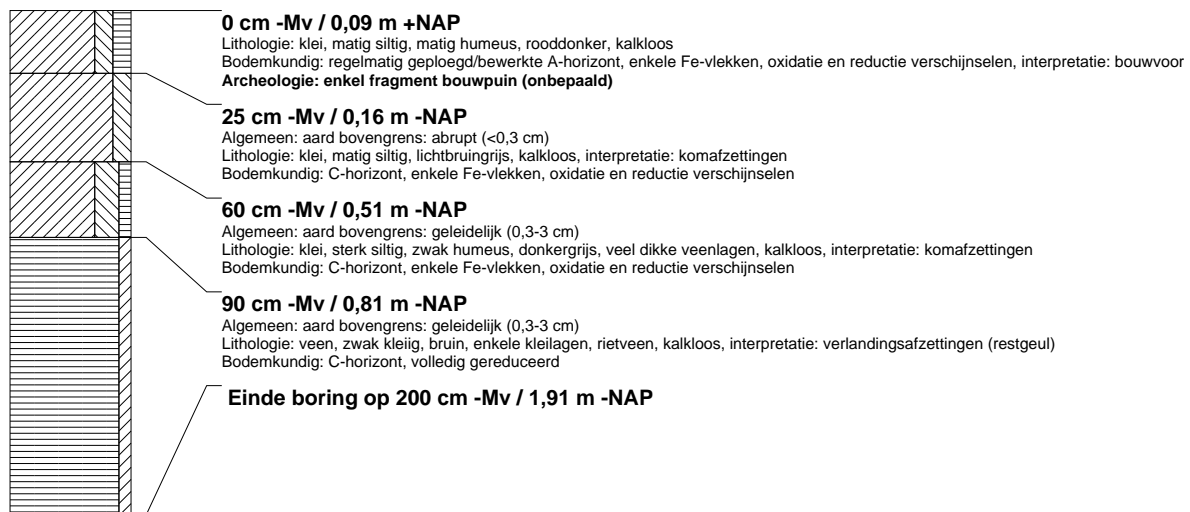 0 cm -Mv / 0,09 m +NAP
Lithologie: klei, matig siltig, matig humeus, rooddonker, kalkloos
Bodemkundig: regelmatig geploegd/bewerkte A-horizont, enkele Fe-vlekken, oxidatie en reductie verschijnselen, interpretatie: bouwvoor
Archeologie: enkel fragment bouwpuin (onbepaald)
25 cm -Mv / 0,16 m -NAP
Algemeen: aard bovengrens: abrupt (<0,3 cm)
Lithologie: klei, matig siltig, lichtbruingrijs, kalkloos, interpretatie: komafzettingen
Bodemkundig: C-horizont, enkele Fe-vlekken, oxidatie en reductie verschijnselen
60 cm -Mv / 0,51 m -NAP
Algemeen: aard bovengrens: geleidelijk (0,3-3 cm)
Lithologie: klei, sterk siltig, zwak humeus, donkergrijs, veel dikke veenlagen, kalkloos, interpretatie: komafzettingen
Bodemkundig: C-horizont, enkele Fe-vlekken, oxidatie en reductie verschijnselen
90 cm -Mv / 0,81 m -NAP
Algemeen: aard bovengrens: geleidelijk (0,3-3 cm)
Lithologie: veen, zwak kleiig, bruin, enkele kleilagen, rietveen, kalkloos, interpretatie: verlandingsafzettingen (restgeul)
Bodemkundig: C-horizont, volledig gereduceerd
Einde boring op 200 cm -Mv / 1,91 m -NAP